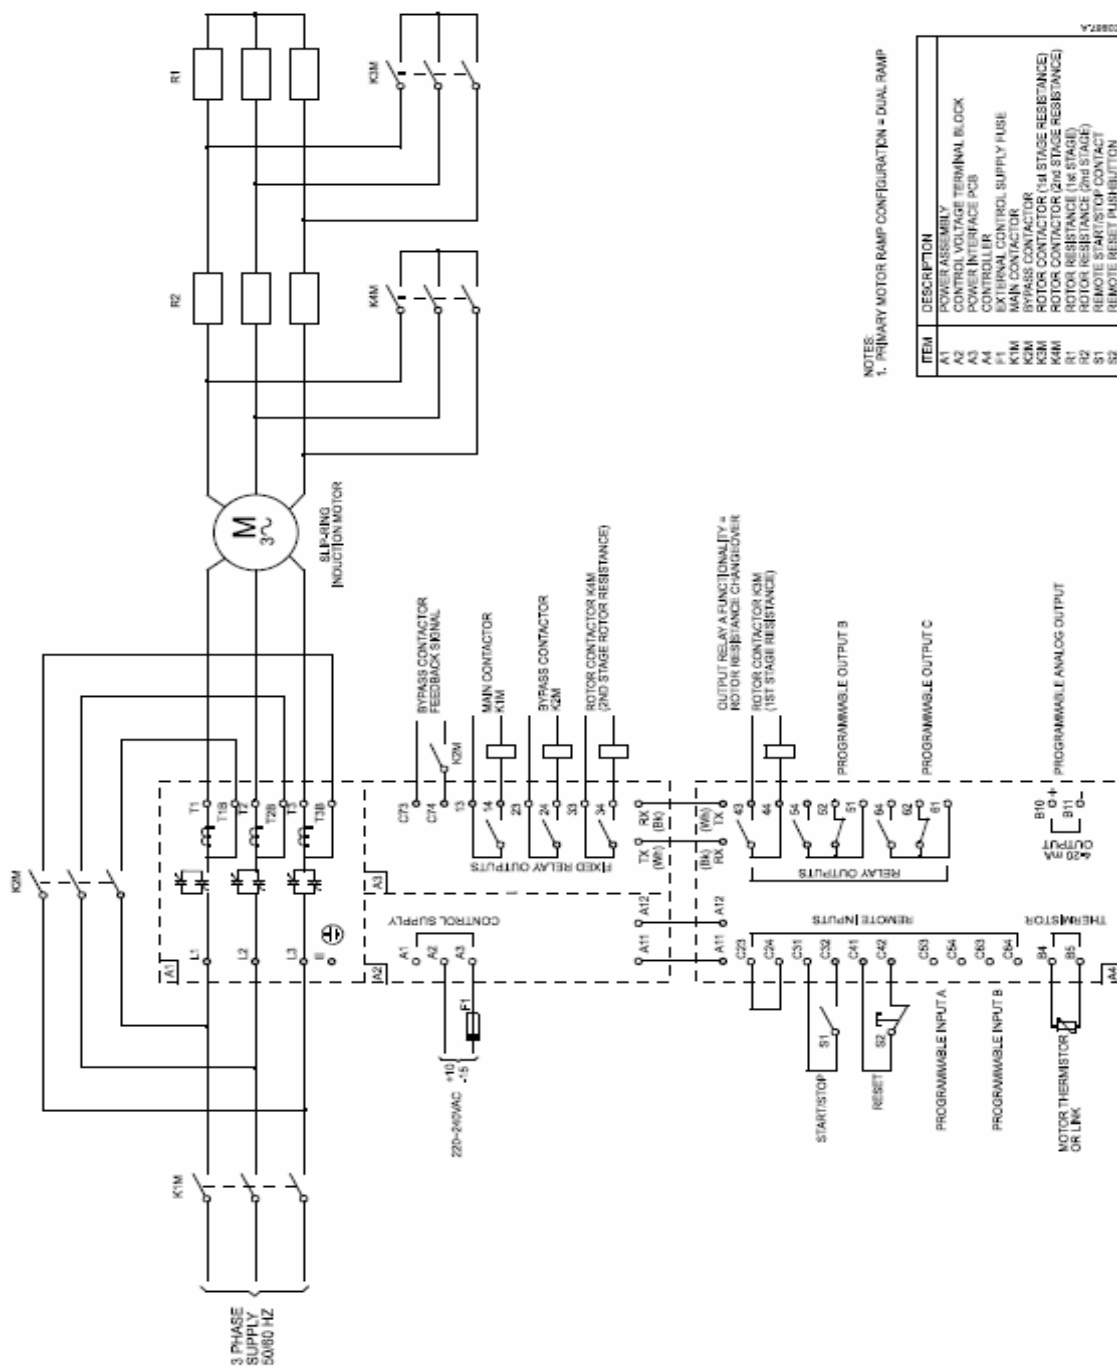 3 PHASE
SUPPLY
50/60 HZ
K1M
K2M
A1
L1
L2
L3
E
T1
T1B
T2
T2B
T3
T3B
M
3~
SLIP-RING
INDUCTION MOTOR
R2
R1
K4M
K3M
A2
A3
220-240VAC
+10
-15
F1
A1
A2
A3
CONTROL SUPPLY
C73
C74
K2M
BYPASS CONTACTOR
FEEDBACK SIGNAL
13
14
MAIN CONTACTOR
K1M
23
24
BYPASS CONTACTOR
K2M
33
34
ROTOR CONTACTOR K4M
(2ND STAGE ROTOR RESISTANCE)
FIXED RELAY OUTPUTS
A11
A12
TX
(Wh)
RX
(Bk)
A11
A12
(Bk)
RX
(Wh)
TX
START/STOP
S1
RESET
S2
PROGRAMMABLE INPUT A
PROGRAMMABLE INPUT B
MOTOR THERMISTOR
OR LINK
C23
C24
C31
C32
C41
C42
C53
C54
C63
C64
B4
B5
REMOTE INPUTS
THERMISTOR
A4
RELAY OUTPUTS
43
44
54
52
51
64
62
61
OUTPUT RELAY A FUNCTIONALITY =
ROTOR RESISTANCE CHANGEOVER
ROTOR CONTACTOR K3M
(1ST STAGE RESISTANCE)
PROGRAMMABLE OUTPUT B
PROGRAMMABLE OUTPUT C
4-20 mA
OUTPUT
B10 +
B11 -
PROGRAMMABLE ANALOG OUTPUT
NOTES:
1. PRIMARY MOTOR RAMP CONFIGURATION = DUAL RAMP
ITEM DESCRIPTION
A1 POWER ASSEMBLY
A2 CONTROL VOLTAGE TERMINAL BLOCK
A3 POWER INTERFACE PCB
A4 CONTROLLER
F1 EXTERNAL CONTROL SUPPLY FUSE
K1M MAIN CONTACTOR
K2M BYPASS CONTACTOR
K3M ROTOR CONTACTOR (1st STAGE RESISTANCE)
K4M ROTOR CONTACTOR (2nd STAGE RESISTANCE)
R1 ROTOR RESISTANCE (1st STAGE)
R2 ROTOR RESISTANCE (2nd STAGE)
S1 REMOTE START/STOP CONTACT
S2 REMOTE RESET PUSHBUTTON